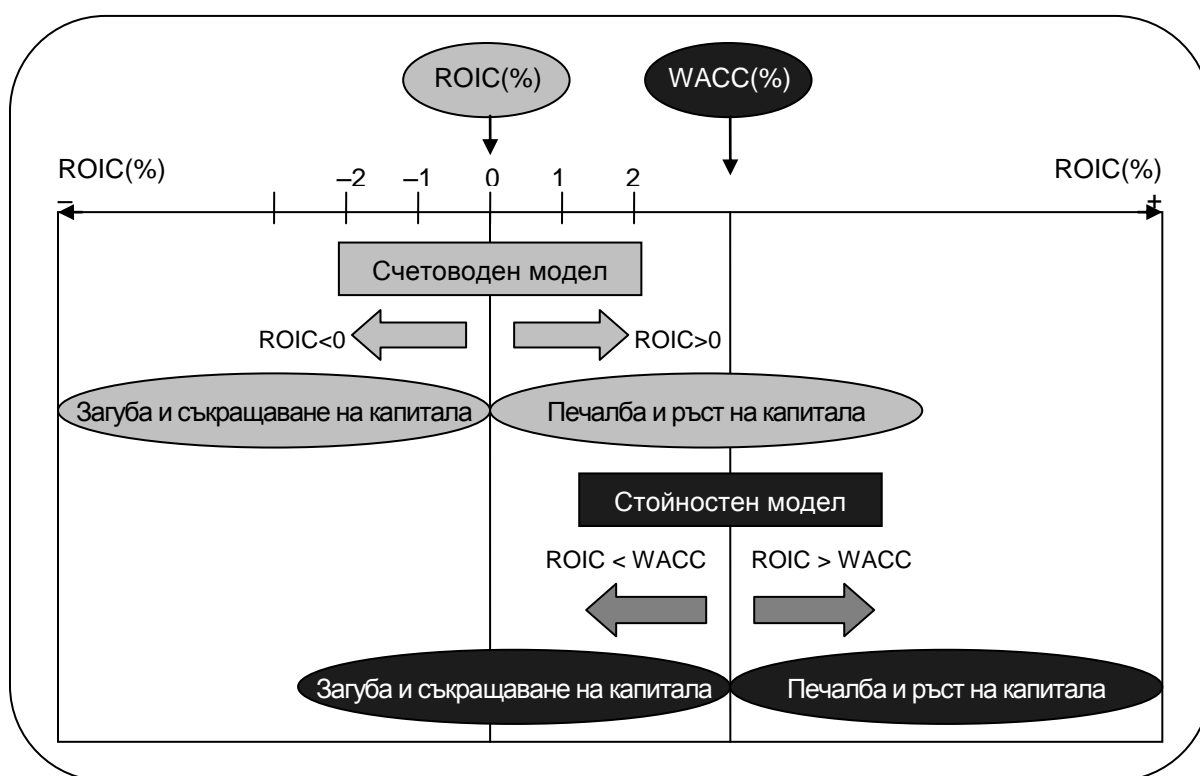 ROIC(%) WACC(%)
ROIC(%) ROIC(%)
–2 –1 0 1 2
– +
Счетоводен модел
ROIC<0 ROIC>0
Загуба и съкращаване на капитала Печалба и ръст на капитала
Стойностен модел
ROIC < WACC ROIC > WACC
Загуба и съкращаване на капитала Печалба и ръст на капитала